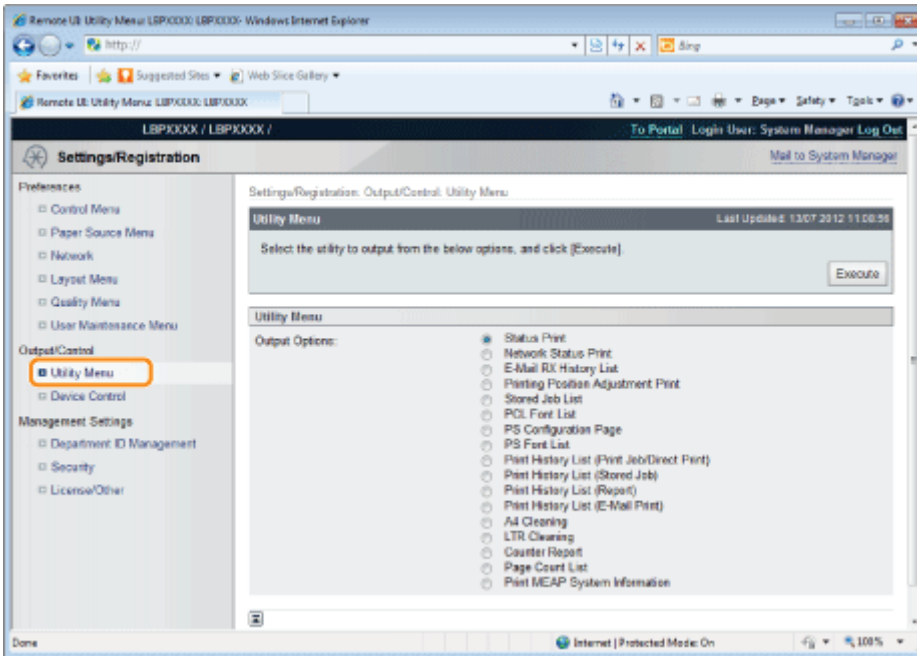 Remote UI: Utility Menu: LBPXXXX: LBPXXXX- Windows Internet Explorer
http://
Bing
Favorites Suggested Sites Web Slice Gallery
Remote UI: Utility Menu: LBPXXXX: LBPXXXX
Page Safety Tools
LBPXXXX / LBPXXXX /
To Portal Login User: System Manager Log Out
Settings/Registration
Mail to System Manager
Preferences
Control Menu
Paper Source Menu
Network
Layout Menu
Quality Menu
User Maintenance Menu
Output/Control
Utility Menu
Device Control
Management Settings
Department ID Management
Security
License/Other
Settings/Registration: Output/Control: Utility Menu
Utility Menu
Last Updated: 13/07 2012 11:08:56
Select the utility to output from the below options, and click [Execute].
Execute
Utility Menu
Output Options:
Status Print
Network Status Print
E-Mail RX History List
Printing Position Adjustment Print
Stored Job List
PCL Font List
PS Configuration Page
PS Font List
Print History List (Print Job/Direct Print)
Print History List (Stored Job)
Print History List (Report)
Print History List (E-Mail Print)
A4 Cleaning
LTR Cleaning
Counter Report
Page Count List
Print MEAP System Information
Done
Internet | Protected Mode: On
100%